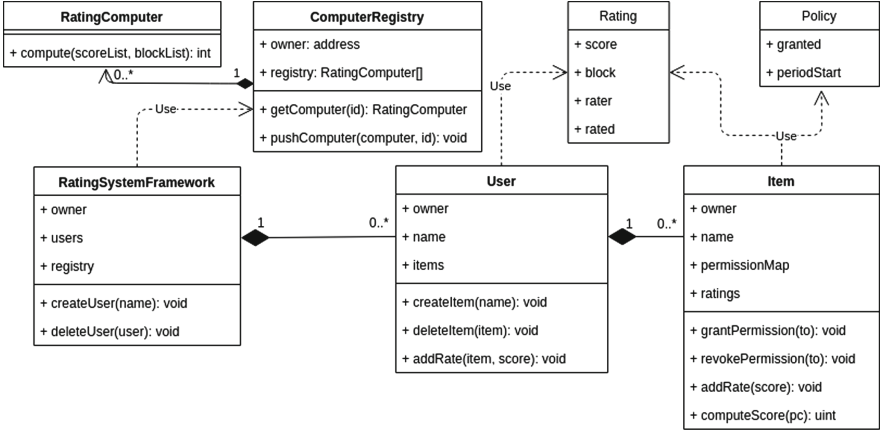 RatingComputer
+ compute(scoreList, blockList): int
ComputerRegistry
+ owner: address
+ registry: RatingComputer[]
+ getComputer(id): RatingComputer
+ pushComputer(computer, id): void
Rating
+ score
+ block
+ rater
+ rated
Policy
+ granted
+ periodStart
0..*
1
Use
Use
Use
RatingSystemFramework
+ owner
+ users
+ registry
+ createUser(name): void
+ deleteUser(user): void
1
0..*
User
+ owner
+ name
+ items
+ createItem(name): void
+ deleteItem(item): void
+ addRate(item, score): void
1
0..*
Item
+ owner
+ name
+ permissionMap
+ ratings
+ grantPermission(to): void
+ revokePermission(to): void
+ addRate(score): void
+ computeScore(pc): uint